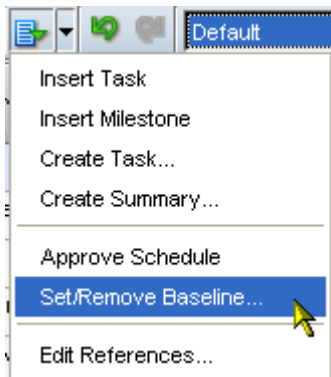 Default
Insert Task
Insert Milestone
Create Task...
Create Summary...
Approve Schedule
Set/Remove Baseline...
Edit References...